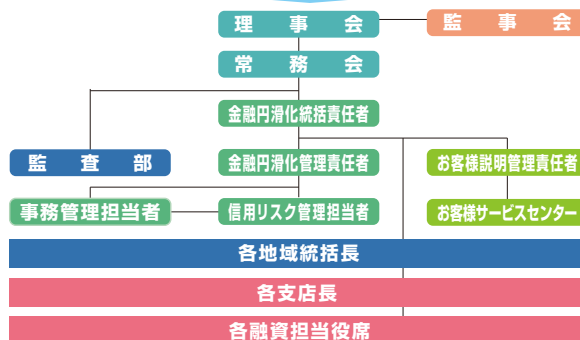 理事会
監事会
常務会
金融円滑化統括責任者
監査部
金融円滑化管理責任者
お客様説明管理責任者
事務管理担当者
信用リスク管理担当者
お客様サービスセンター
各地域統括長
各支店長
各融資担当役席